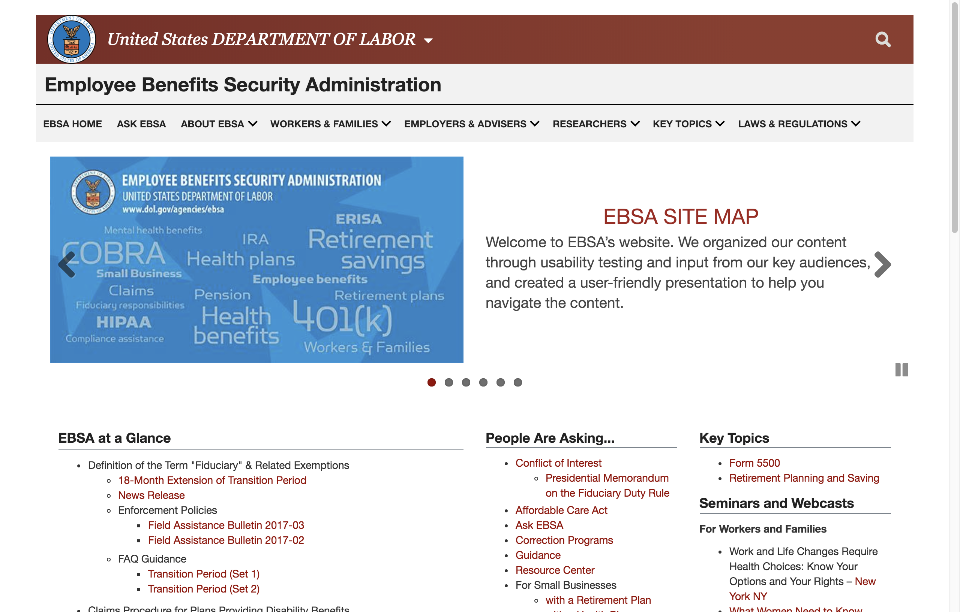 United States DEPARTMENT OF LABOR
Employee Benefits Security Administration
EBSA HOME ASK EBSA ABOUT EBSA WORKERS & FAMILIES EMPLOYERS & ADVISERS RESEARCHERS KEY TOPICS LAWS & REGULATIONS
EMPLOYEE BENEFITS SECURITY ADMINISTRATION
UNITED STATES DEPARTMENT OF LABOR
www.dol.gov/agencies/ebsa
Mental health benefits
ERISA
COBRA
IRA
Retirement savings
Health plans
Small Business
Employee benefits
Claims
Pension
Retirement plans
Fiduciary responsibilities
HIPAA
Health benefits
401(k)
Compliance assistance
Workers & Families
EBSA SITE MAP
Welcome to EBSA's website. We organized our content
through usability testing and input from our key audiences,
and created a user-friendly presentation to help you
navigate the content.
EBSA at a Glance
Definition of the Term "Fiduciary" & Related Exemptions
18-Month Extension of Transition Period
News Release
Enforcement Policies
Field Assistance Bulletin 2017-03
Field Assistance Bulletin 2017-02
FAQ Guidance
Transition Period (Set 1)
Transition Period (Set 2)
Claims Procedure for Plans Providing Disability Benefits
People Are Asking...
Conflict of Interest
Presidential Memorandum
on the Fiduciary Duty Rule
Affordable Care Act
Ask EBSA
Correction Programs
Guidance
Resource Center
For Small Businesses
with a Retirement Plan
Key Topics
Form 5500
Retirement Planning and Saving
Seminars and Webcasts
For Workers and Families
Work and Life Changes Require
Health Choices: Know Your
Options and Your Rights – New
York NY
What Women Need to Know